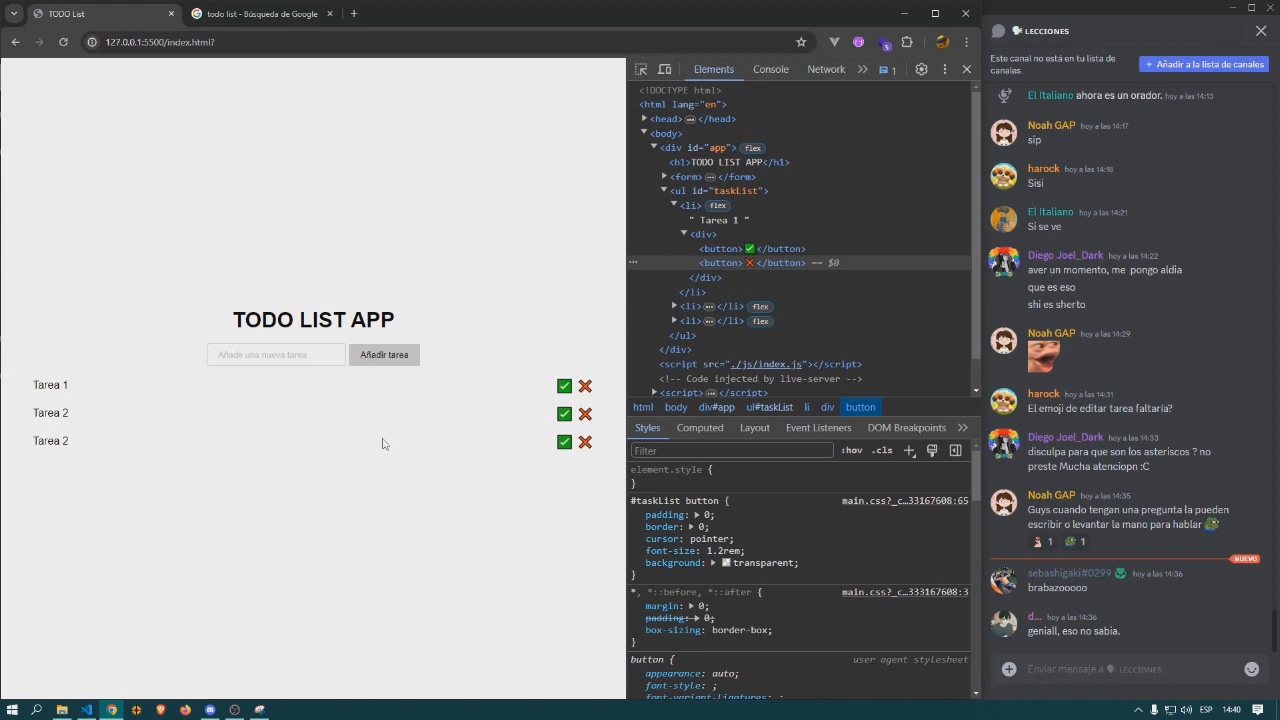 TODO List
todo list - Búsqueda de Google
127.0.0.1:5500/index.html?
TODO LIST APP
Añade una nueva tarea
Añadir tarea
Tarea 1
Tarea 2
Tarea 2
Elements Console Network 1
<!DOCTYPE html>
<html lang="en">
<head> </head>
<body>
<div id="app"> flex
<h1>TODO LIST APP</h1>
<form> </form>
<ul id="taskList">
<li> flex
" Tarea 1 "
<div>
<button>✅</button>
<button>❌</button> == $0
</div>
</li>
<li> </li> flex
<li> </li> flex
</ul>
</div>
<script src="./js/index.js"></script>
<!-- Code injected by live-server -->
<script> </script>
html body div#app ul#taskList li div button
Styles Computed Layout Event Listeners DOM Breakpoints
Filter :hov .cls
element.style {
}
#taskList button { main.css?_c…33167608:65
padding: 0;
border: 0;
cursor: pointer;
font-size: 1.2rem;
background: transparent;
}
*, *::before, *::after { main.css?_c…333167608:3
margin: 0;
padding: 0;
box-sizing: border-box;
}
button { user agent stylesheet
appearance: auto;
font-style: ;
font-variant-ligatures: ;
LECCIONES
Este canal no está en tu lista de
canales.
+ Añadir a la lista de canales
El Italiano ahora es un orador. hoy a las 14:13
Noah GAP hoy a las 14:17
sip
harock hoy a las 14:18
Sisi
El Italiano hoy a las 14:21
Si se ve
Diego Joel_Dark hoy a las 14:22
aver un momento, me pongo aldia
que es eso
shi es sherto
Noah GAP hoy a las 14:29
harock hoy a las 14:31
El emoji de editar tarea faltaría?
Diego Joel_Dark hoy a las 14:33
disculpa para que son los asteriscos ? no
preste Mucha atenciopn :C
Noah GAP hoy a las 14:35
Guys cuando tengan una pregunta la pueden
escribir o levantar la mano para hablar
1 1
NUEVO
sebashigaki#0299 hoy a las 14:36
brabazooooo
d... hoy a las 14:36
geniall, eso no sabia.
Enviar mensaje a LECCIONES
ESP 14:40